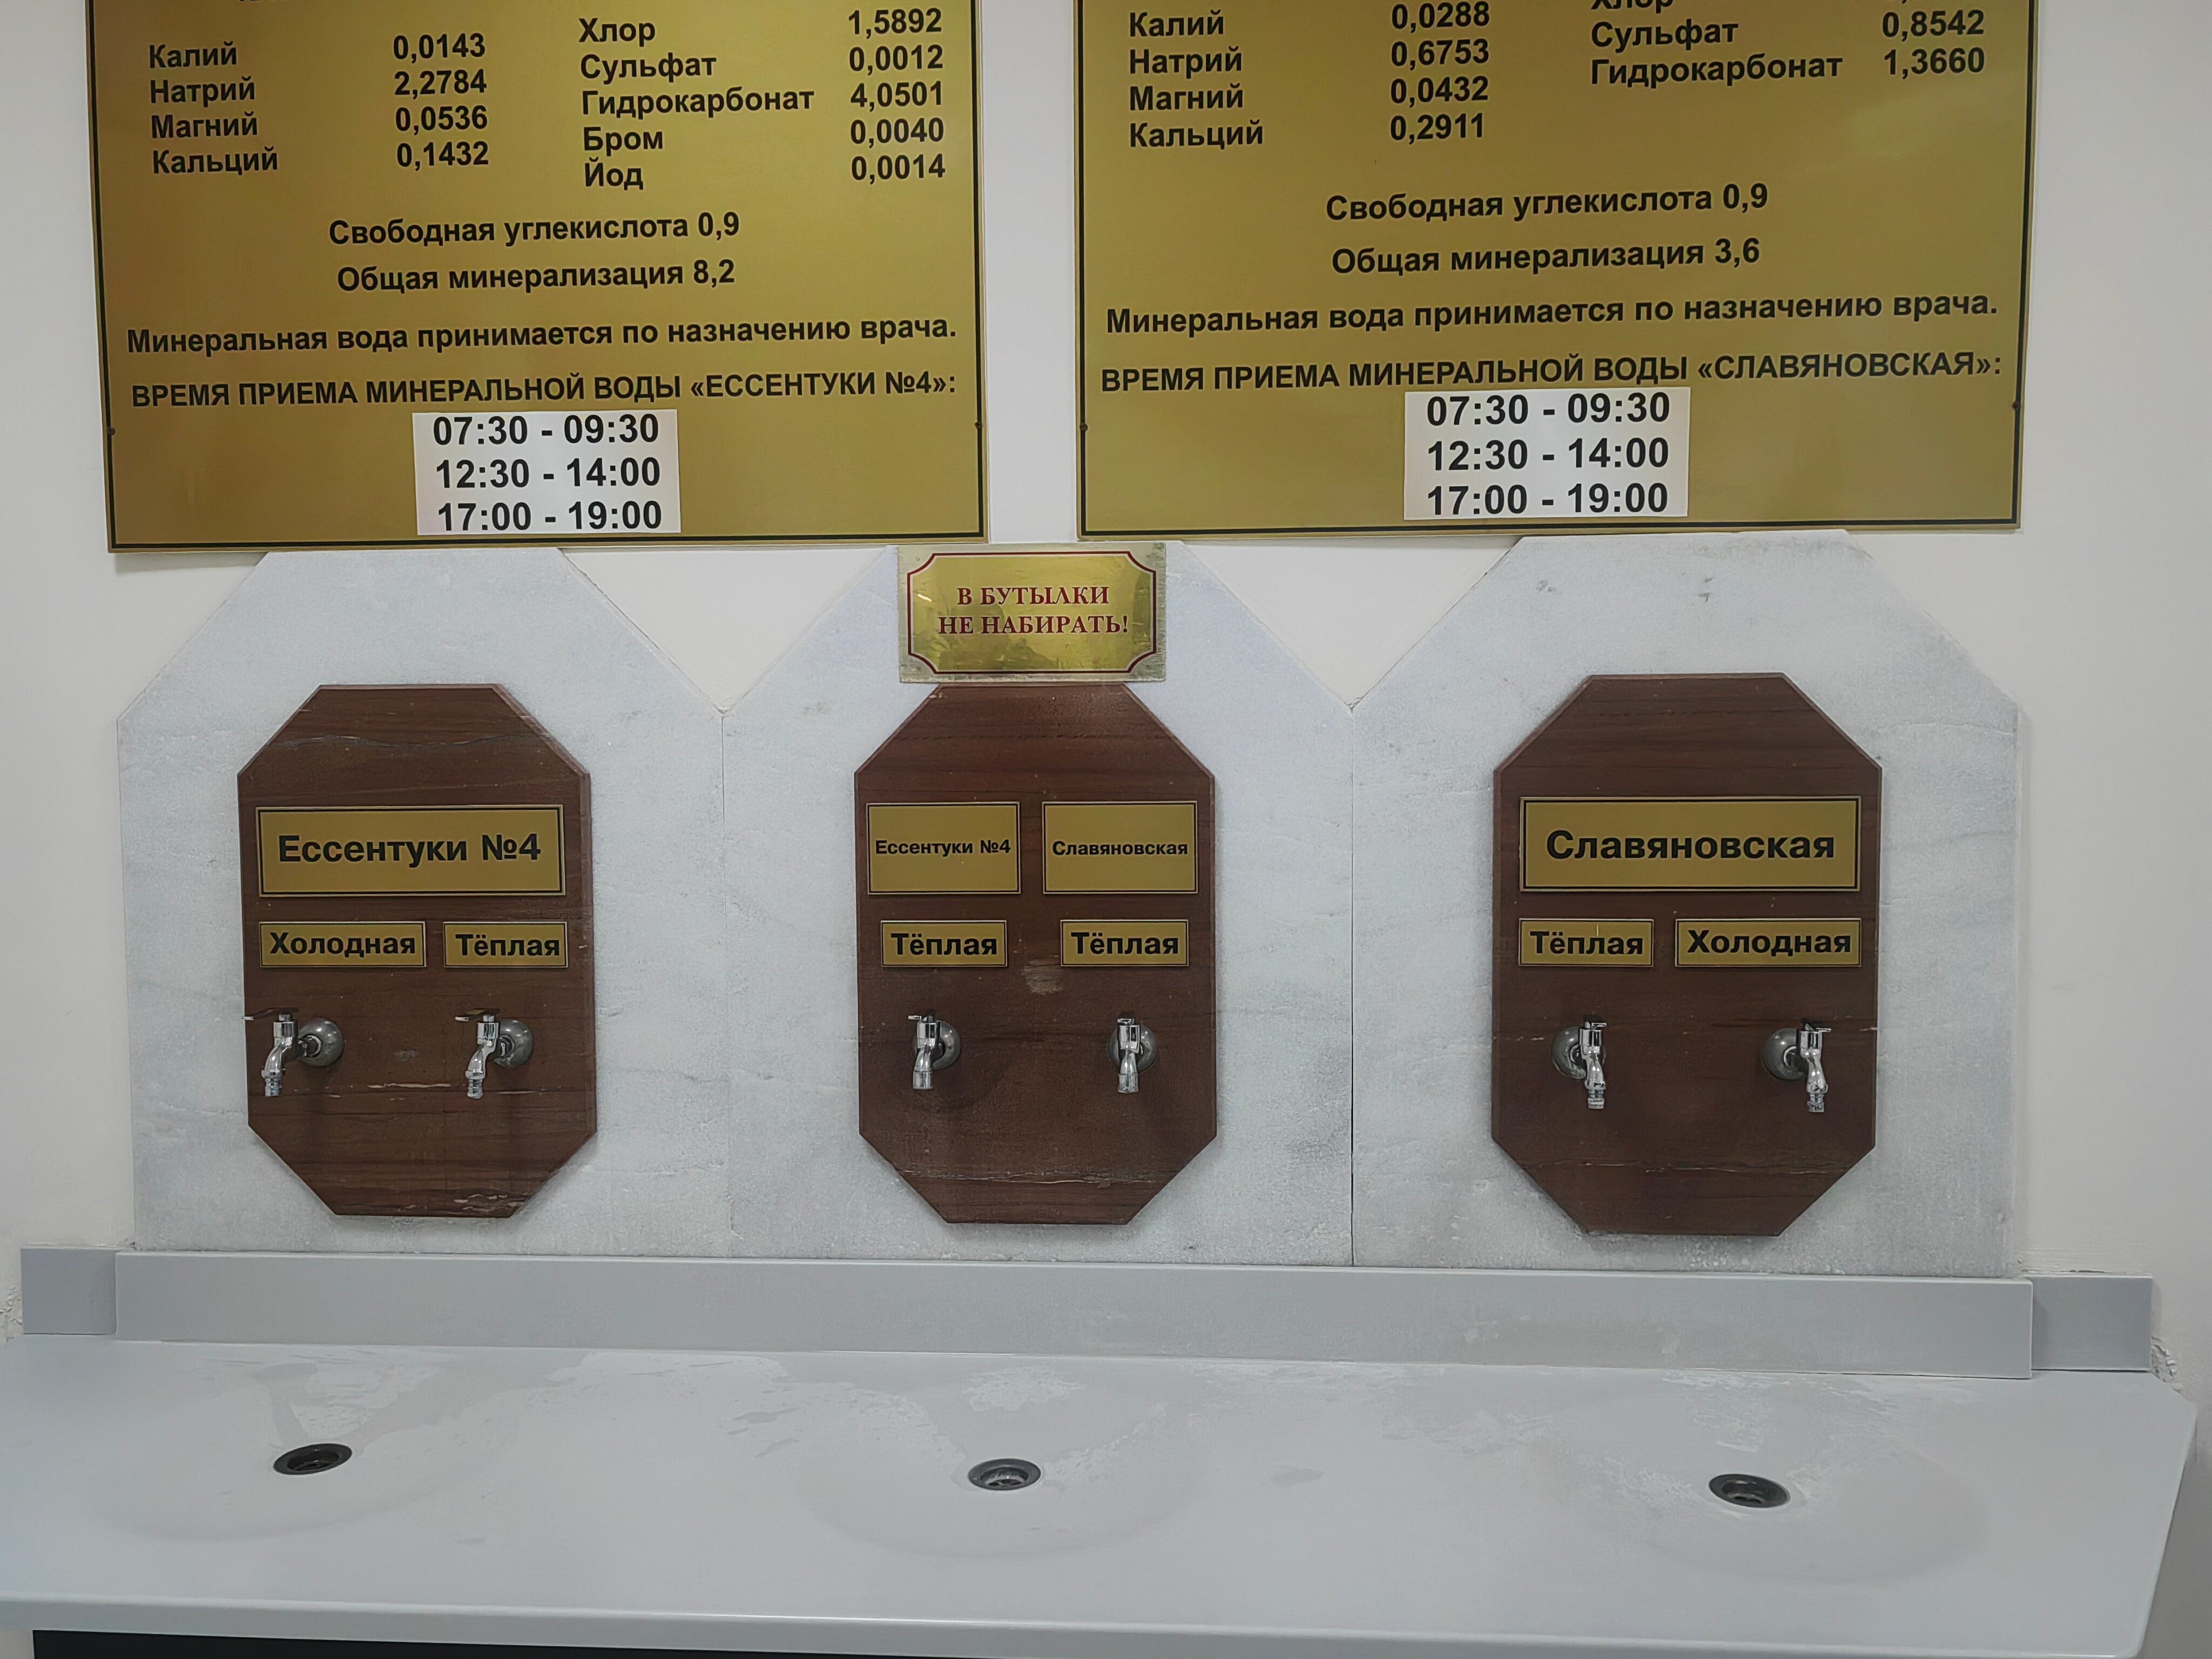 Калий 0,0143
Натрий 2,2784
Магний 0,0536
Кальций 0,1432
Хлор 1,5892
Сульфат 0,0012
Гидрокарбонат 4,0501
Бром 0,0040
Йод 0,0014
Свободная углекислота 0,9
Общая минерализация 8,2
Минеральная вода принимается по назначению врача.
ВРЕМЯ ПРИЕМА МИНЕРАЛЬНОЙ ВОДЫ «ЕССЕНТУКИ №4»:
07:30 - 09:30
12:30 - 14:00
17:00 - 19:00
Калий 0,0288
Натрий 0,6753
Магний 0,0432
Кальций 0,2911
Хлор
Сульфат 0,8542
Гидрокарбонат 1,3660
Свободная углекислота 0,9
Общая минерализация 3,6
Минеральная вода принимается по назначению врача.
ВРЕМЯ ПРИЕМА МИНЕРАЛЬНОЙ ВОДЫ «СЛАВЯНОВСКАЯ»:
07:30 - 09:30
12:30 - 14:00
17:00 - 19:00
В БУТЫЛКИ
НЕ НАБИРАТЬ!
Ессентуки №4
Холодная Тёплая
Ессентуки №4 Славяновская
Тёплая Тёплая
Славяновская
Тёплая Холодная